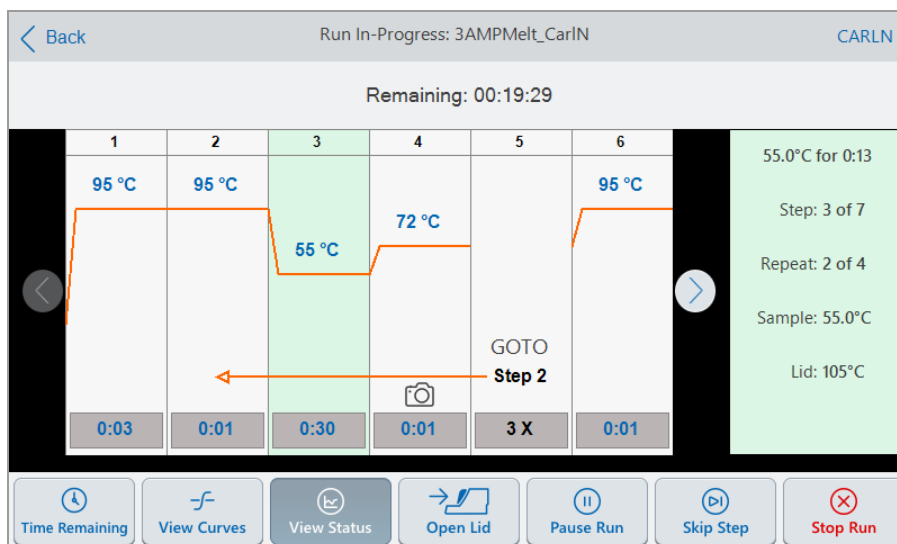 Back
Run In-Progress: 3AMPMelt_CarlN
CARLN
Remaining: 00:19:29
1 2 3 4 5 6
95 °C 95 °C 55 °C 72 °C 95 °C
GOTO
Step 2
0:03 0:01 0:30 0:01 3 X 0:01
55.0°C for 0:13
Step: 3 of 7
Repeat: 2 of 4
Sample: 55.0°C
Lid: 105°C
Time Remaining View Curves View Status Open Lid Pause Run Skip Step Stop Run